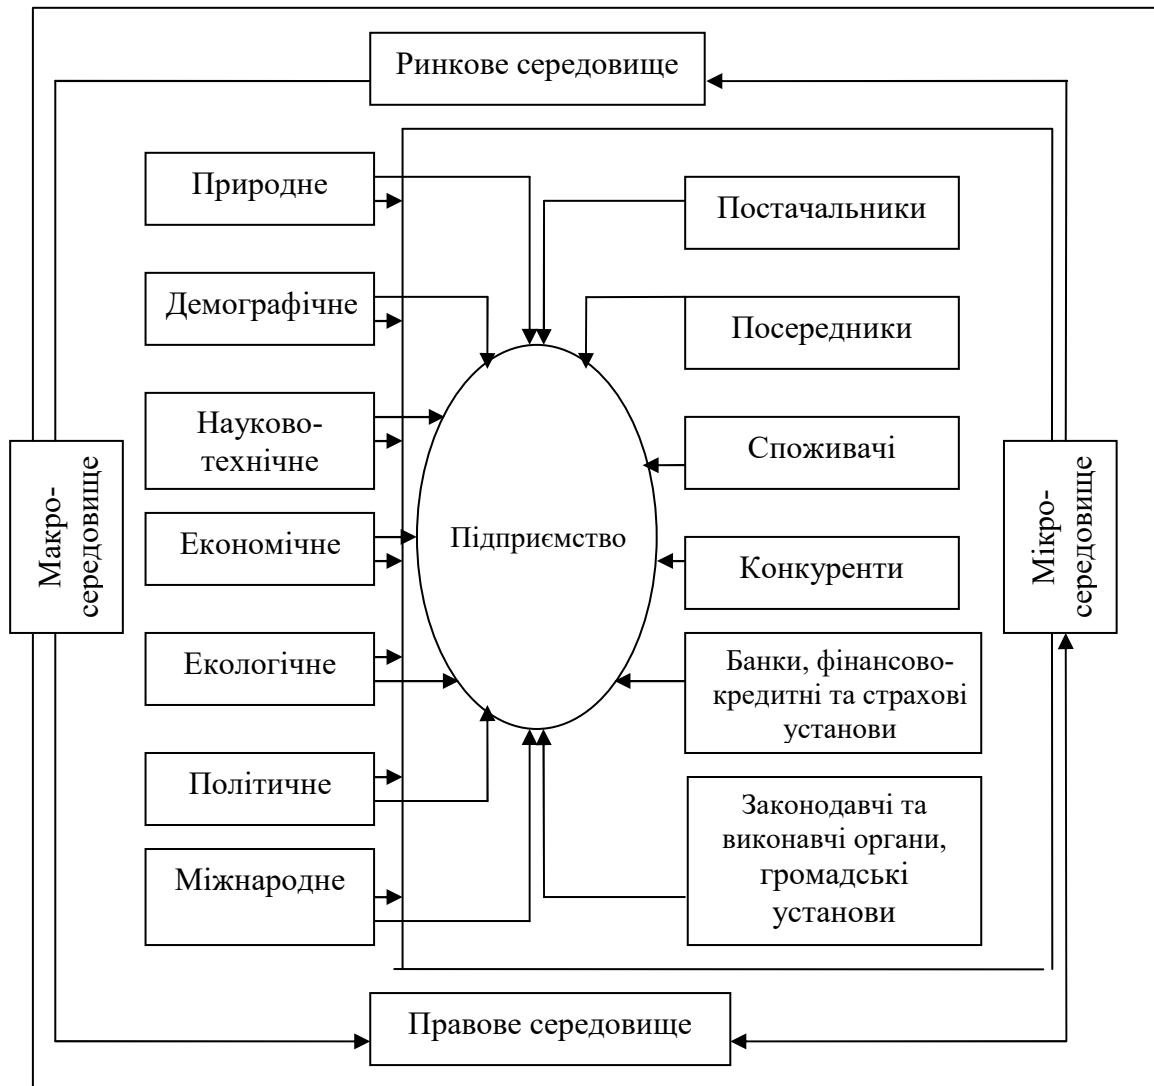 Ринкове середовище
Природне
Постачальники
Демографічне
Посередники
Науково-
технічне
Споживачі
Макро-
середовище
Економічне
Підприємство
Конкуренти
Мікро-
середовище
Екологічне
Банки, фінансово-
кредитні та страхові
установи
Політичне
Законодавчі та
виконавчі органи,
громадські
установи
Міжнародне
Правове середовище